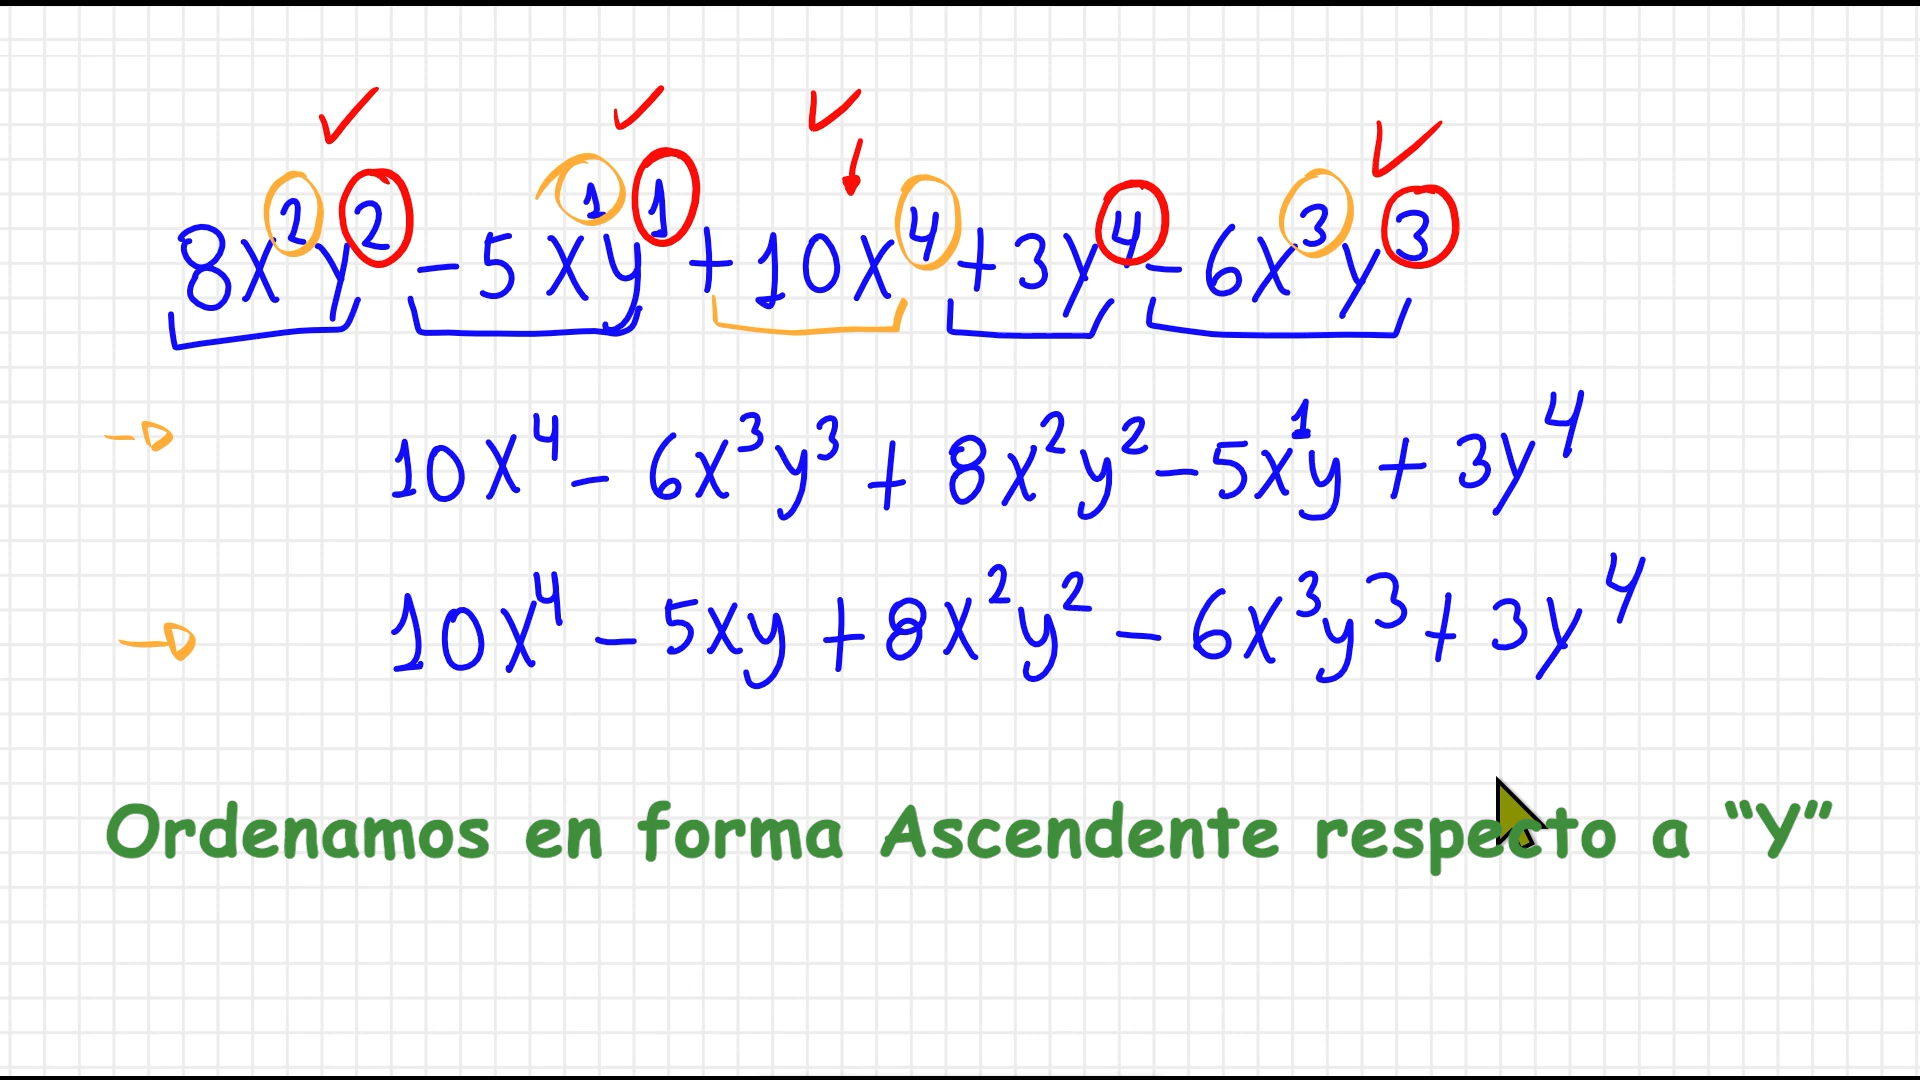 8x²y² - 5x¹y¹ + 10x⁴ + 3y⁴ - 6x³y³
10x⁴ - 6x³y³ + 8x²y² - 5x¹y + 3y⁴
10x⁴ - 5xy + 8x²y² - 6x³y³ + 3y⁴
Ordenamos en forma Ascendente respecto a “Y”